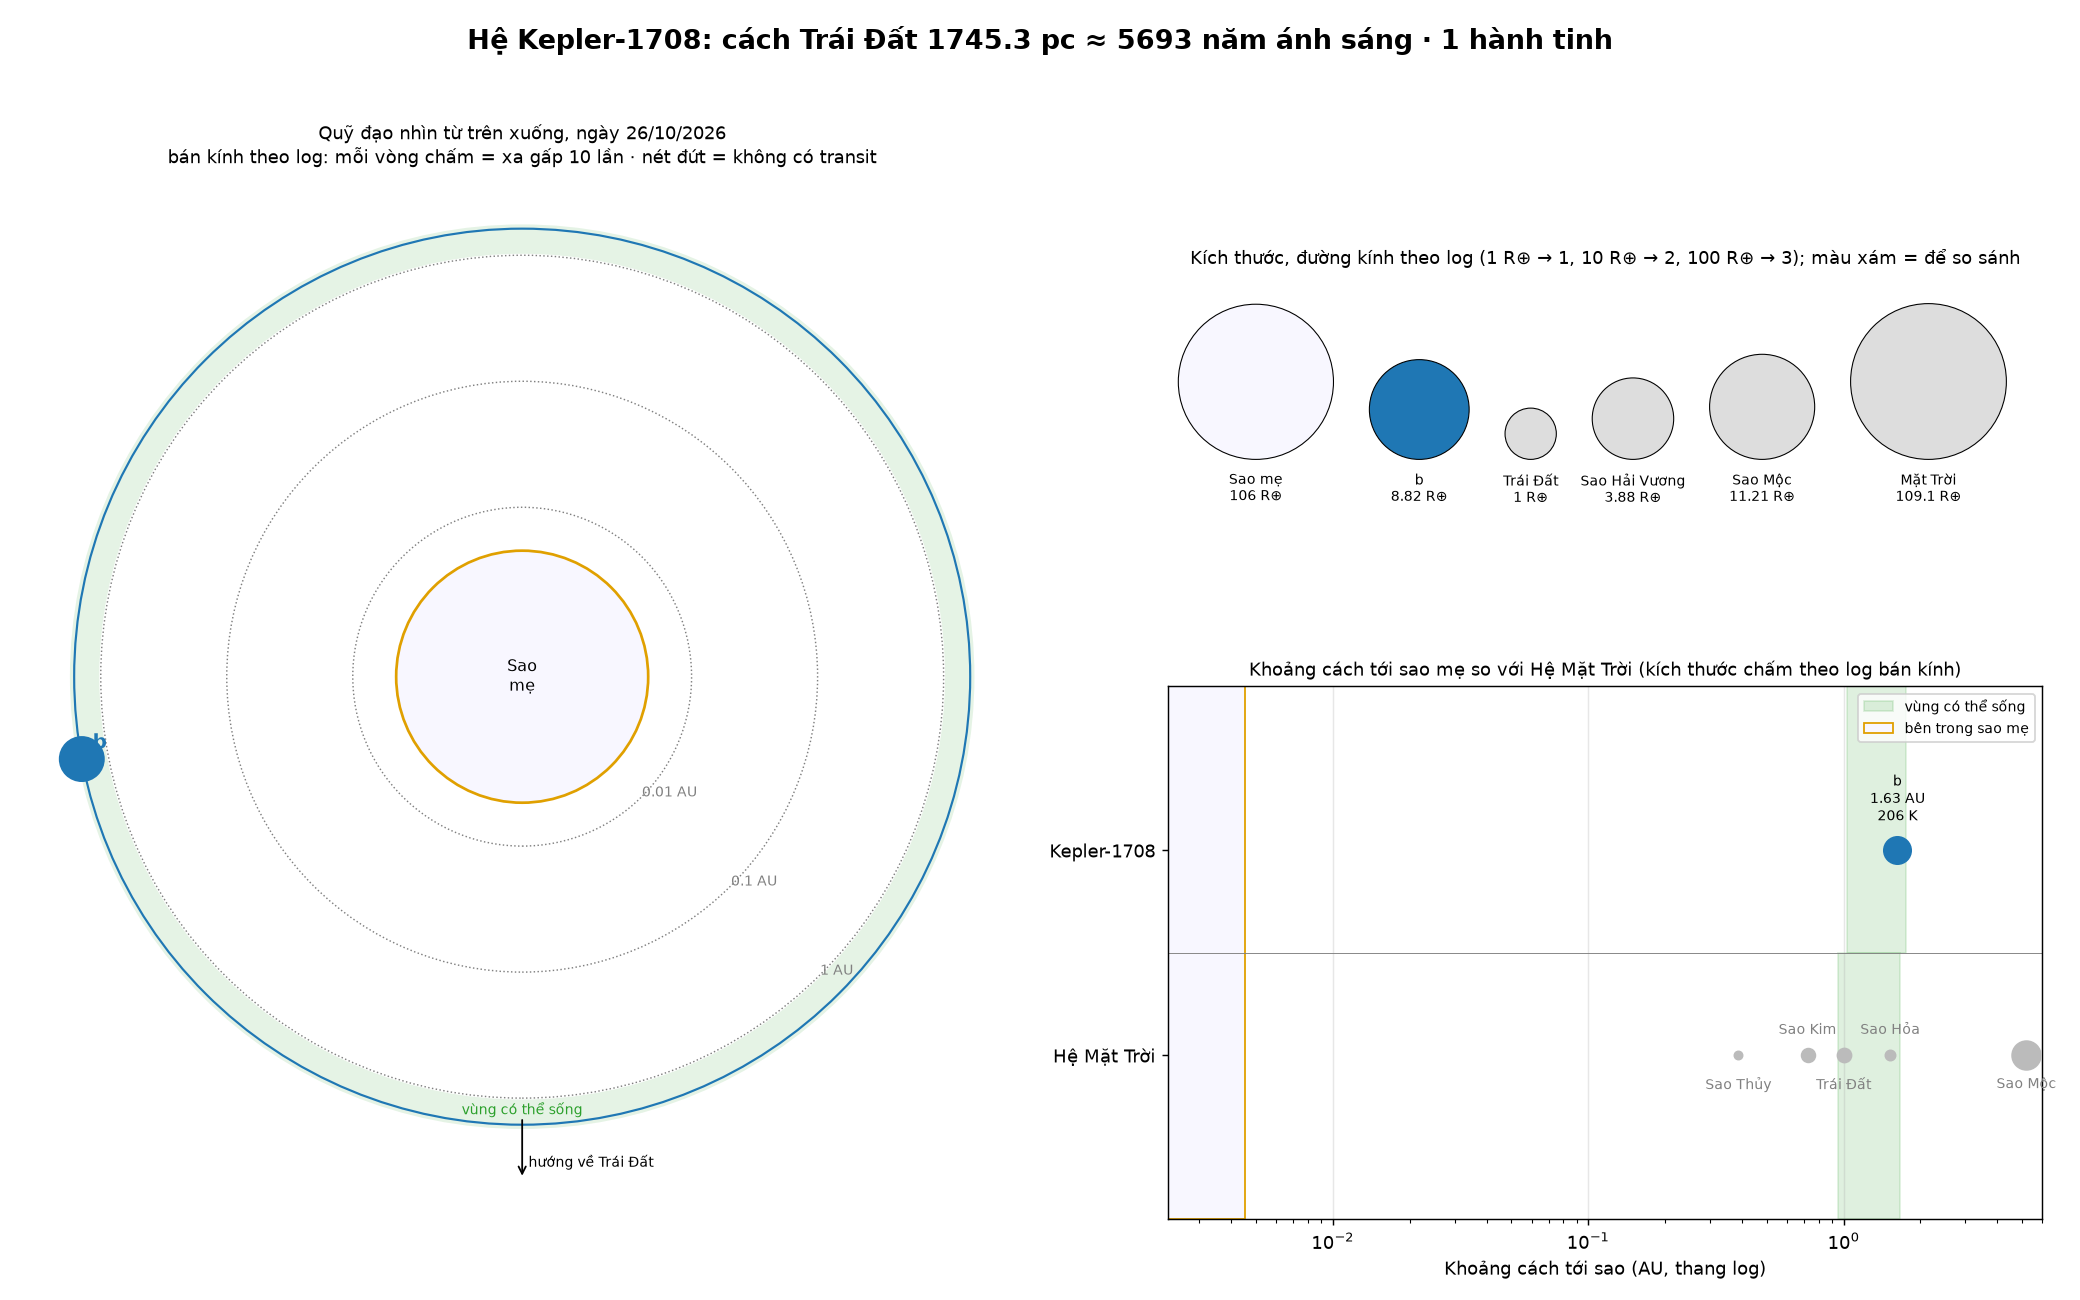 Hệ Kepler-1708: cách Trái Đất 1745.3 pc ≈ 5693 năm ánh sáng · 1 hành tinh
Quỹ đạo nhìn từ trên xuống, ngày 26/10/2026
bán kính theo log: mỗi vòng chấm = xa gấp 10 lần · nét đứt = không có transit
Sao
mẹ
b
0.01 AU
0.1 AU
1 AU
vùng có thể sống
hướng về Trái Đất
Kích thước, đường kính theo log (1 R⊕ → 1, 10 R⊕ → 2, 100 R⊕ → 3); màu xám = để so sánh
Sao mẹ
106 R⊕
b
8.82 R⊕
Trái Đất
1 R⊕
Sao Hải Vương
3.88 R⊕
Sao Mộc
11.21 R⊕
Mặt Trời
109.1 R⊕
Khoảng cách tới sao mẹ so với Hệ Mặt Trời (kích thước chấm theo log bán kính)
vùng có thể sống
bên trong sao mẹ
b
1.63 AU
206 K
Kepler-1708
Hệ Mặt Trời
Sao Kim
Sao Hỏa
Sao Thủy
Trái Đất
Sao Mộc
10⁻²
10⁻¹
10⁰
Khoảng cách tới sao (AU, thang log)